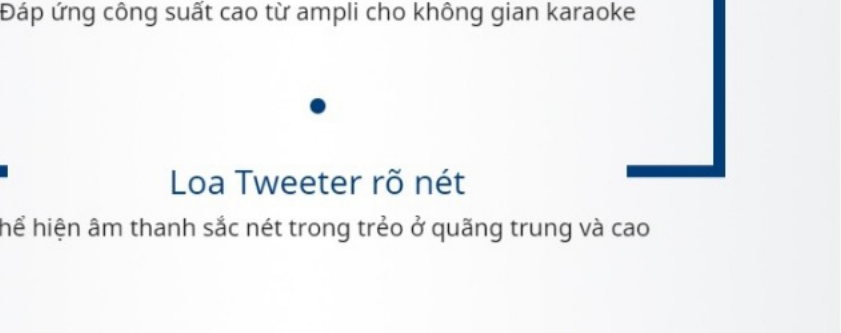 Đáp ứng công suất cao từ ampli cho không gian karaoke
Loa Tweeter rõ nét
hể hiện âm thanh sắc nét trong trẻo ở quãng trung và cao